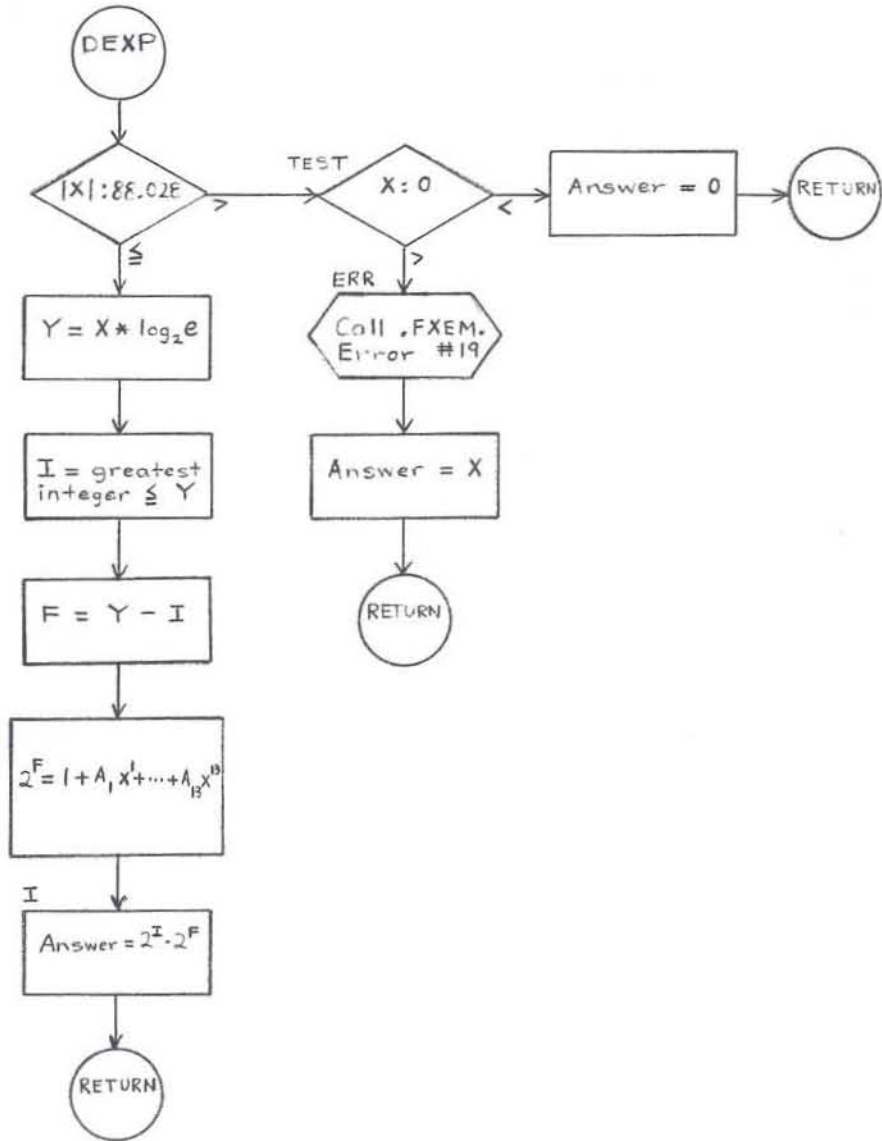 DEXP
|X|:88.028
>
≦
TEST
X:0
<
>
Answer = 0
RETURN
ERR
Call .FXEM.
Error #19
Answer = X
RETURN
Y = X * log₂e
I = greatest
integer ≦ Y
F = Y - I
2^F = 1 + A₁x¹+⋯+A₁₃x¹³
I
Answer = 2^I · 2^F
RETURN